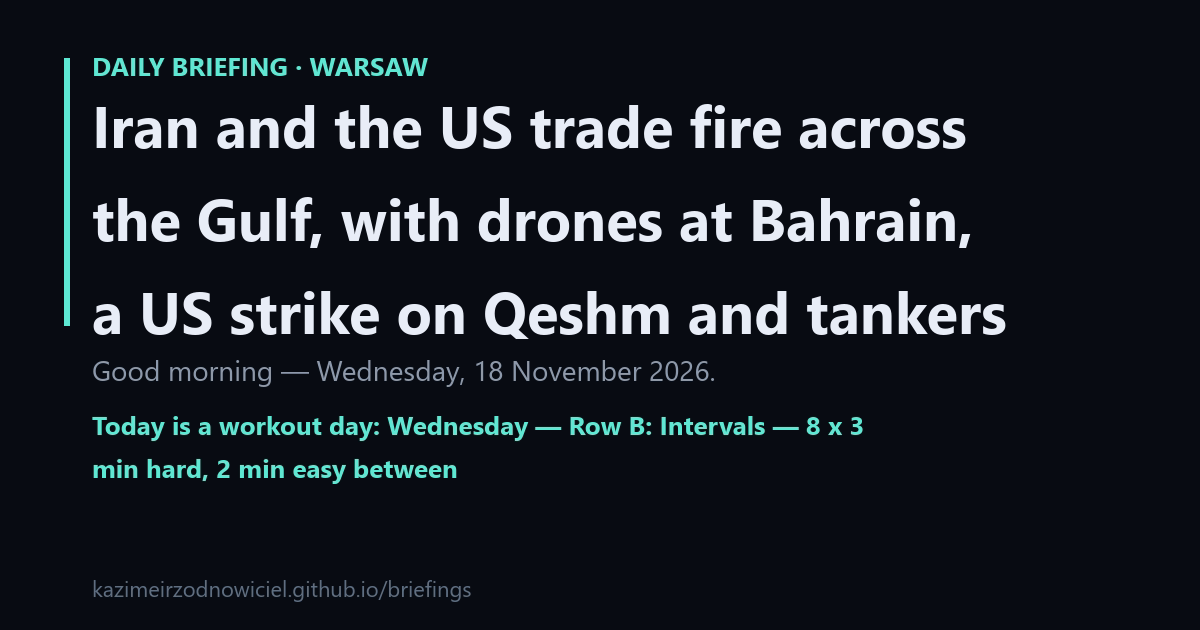 DAILY BRIEFING · WARSAW
Iran and the US trade fire across
the Gulf, with drones at Bahrain,
a US strike on Qeshm and tankers
Good morning — Wednesday, 18 November 2026.
Today is a workout day: Wednesday — Row B: Intervals — 8 x 3
min hard, 2 min easy between
kazimeirzodnowiciel.github.io/briefings